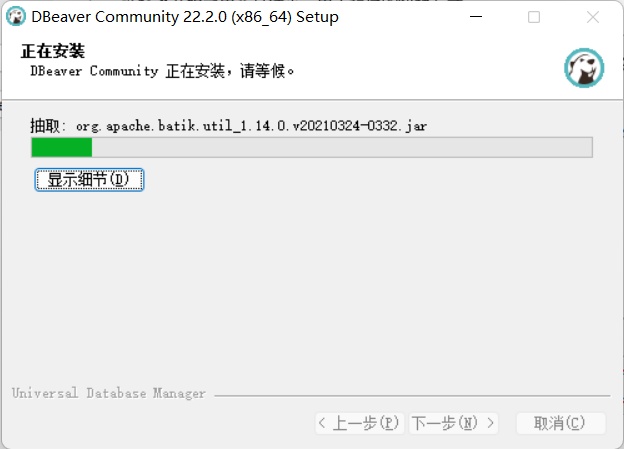 DBeaver Community 22.2.0 (x86_64) Setup
正在安装
DBeaver Community 正在安装，请等候。
抽取: org.apache.batik.util_1.14.0.v20210324-0332.jar
显示细节(D)
Universal Database Manager
< 上一步(P) 下一步(N) > 取消(C)